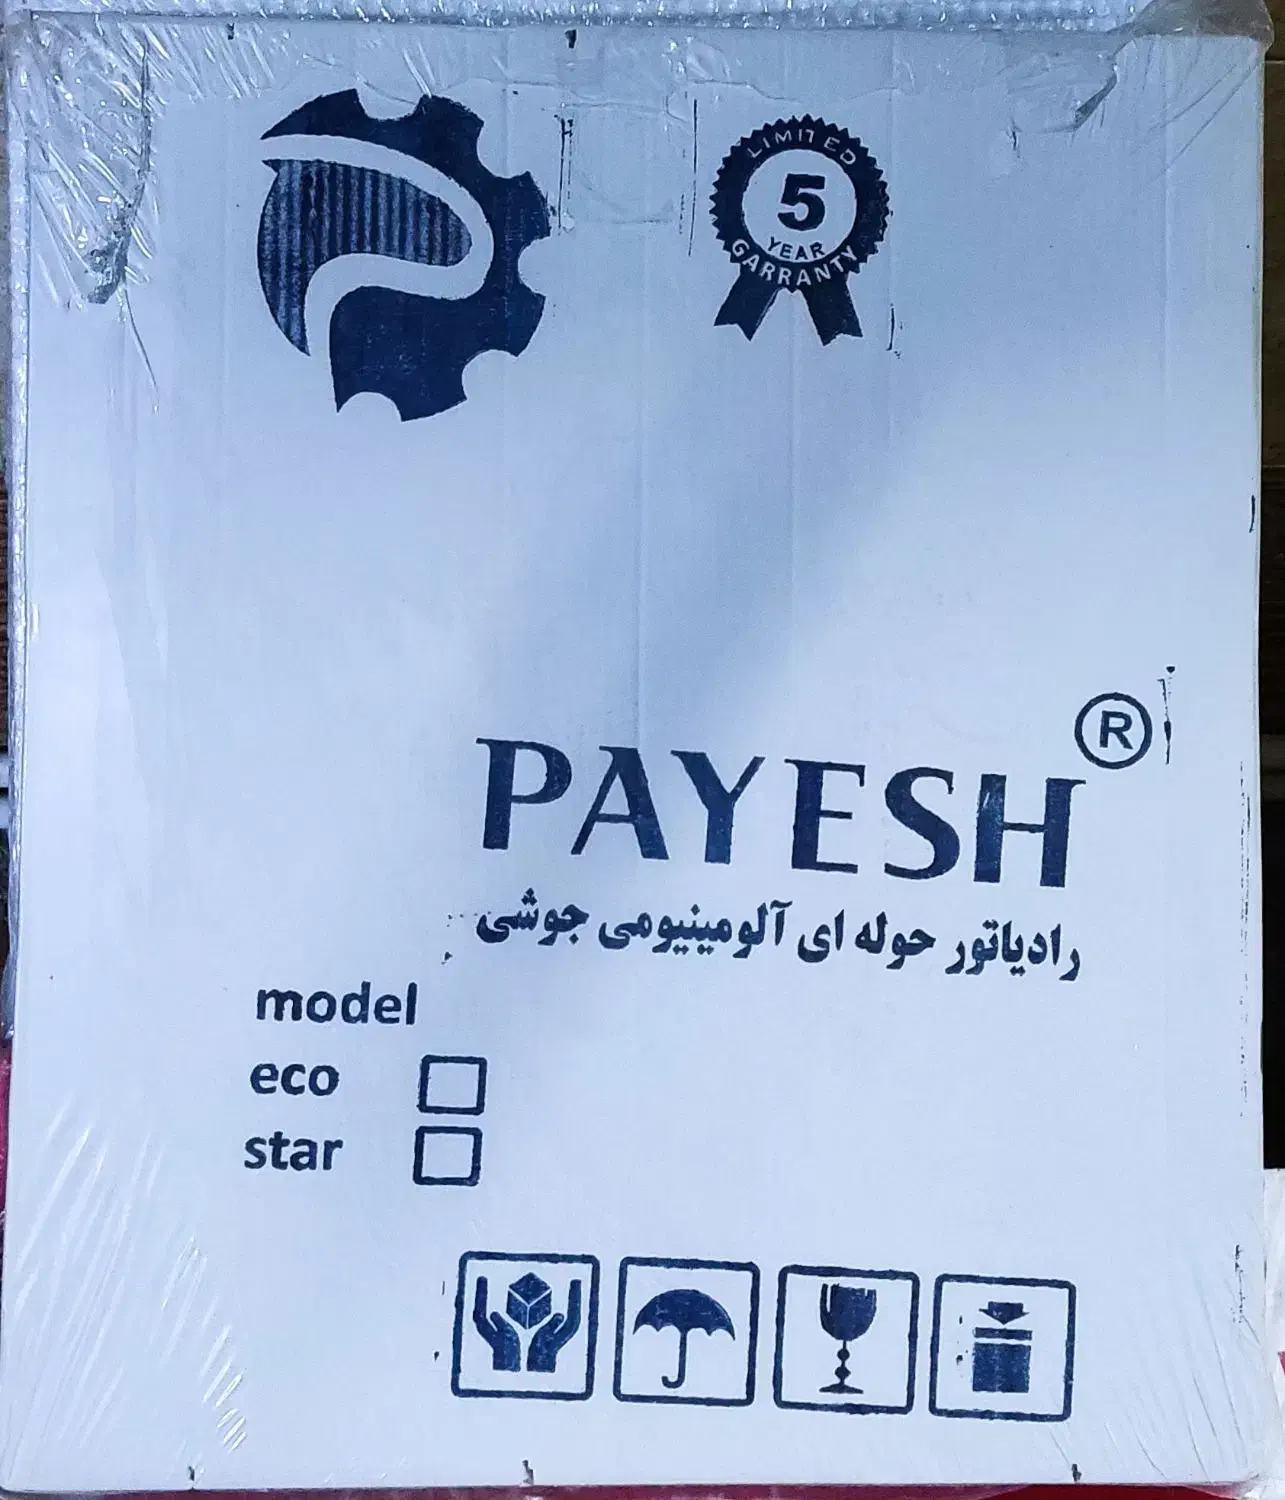 LIMITED
5
YEAR
GARRANTY
PAYESH ®
رادیاتور حوله ای آلومینیومی جوشی
model
eco
star